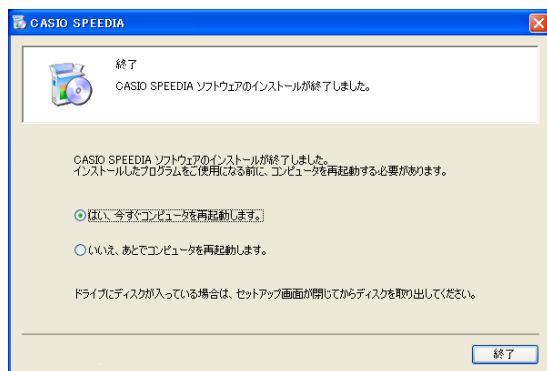 CASIO SPEEDIA
終了
CASIO SPEEDIA ソフトウェアのインストールが終了しました。
CASIO SPEEDIA ソフトウェアのインストールが終了しました。
インストールしたプログラムをご使用になる前に、コンピュータを再起動する必要があります。
はい、今すぐコンピュータを再起動します。
いいえ、あとでコンピュータを再起動します。
ドライブにディスクが入っている場合は、セットアップ画面が閉じてからディスクを取り出してください。
終了